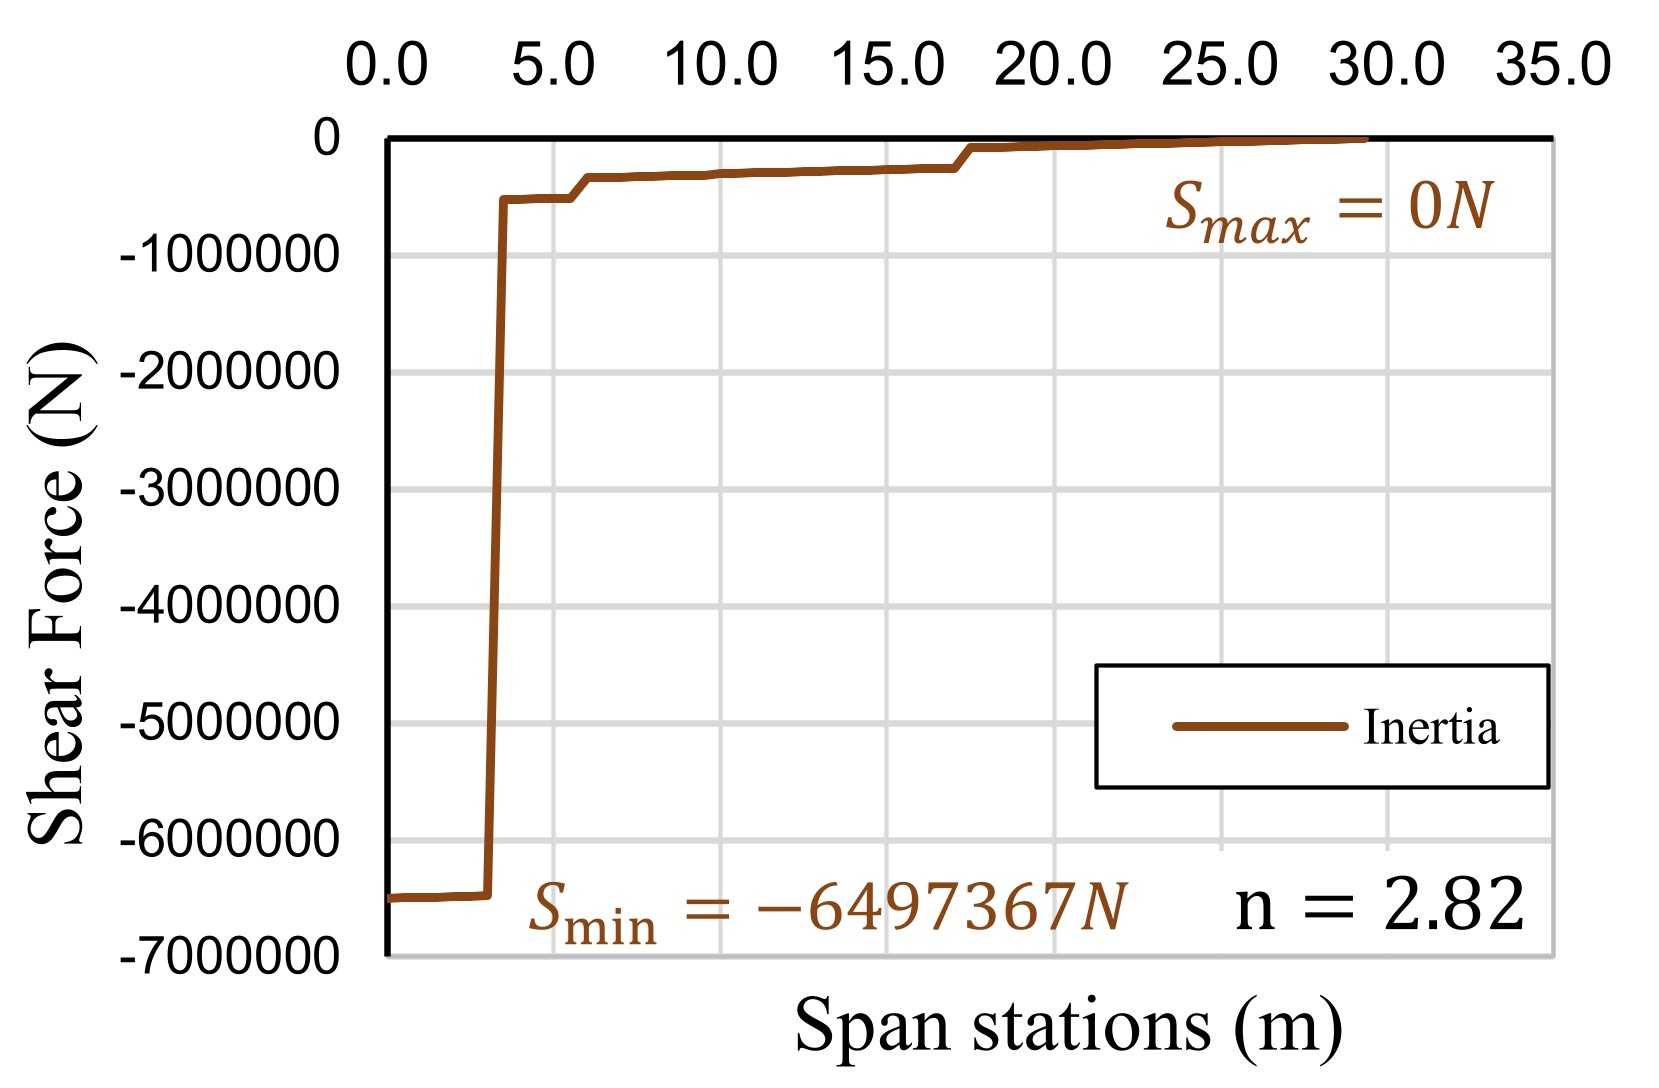 0.0 5.0 10.0 15.0 20.0 25.0 30.0 35.0
0
-1000000
-2000000
-3000000
-4000000
-5000000
-6000000
-7000000
Shear Force (N)
S_max = 0N
Inertia
S_min = −6497367N
n = 2.82
Span stations (m)